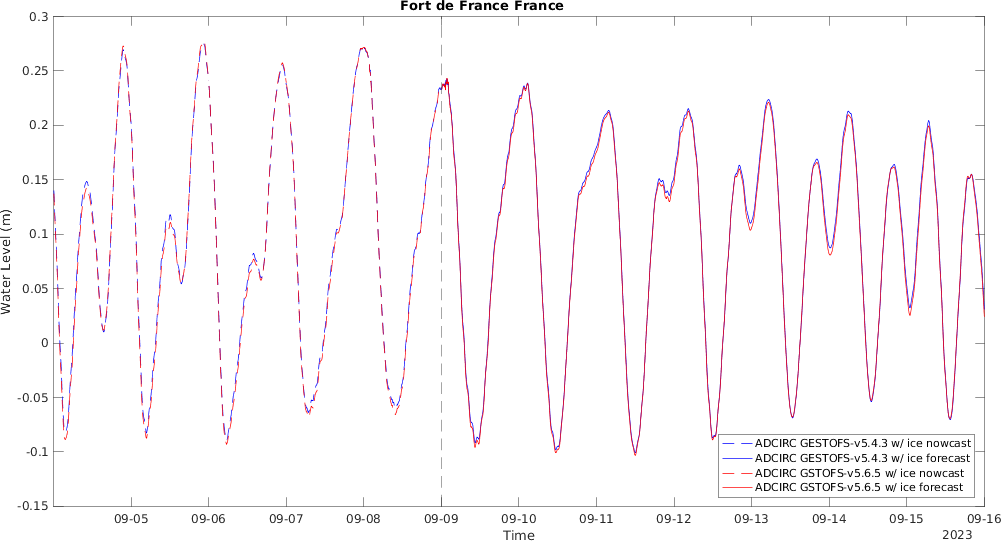 Fort de France France
0.3
0.25
0.2
0.15
0.1
0.05
0
-0.05
-0.1
-0.15
Water Level (m)
09-05 09-06 09-07 09-08 09-09 09-10 09-11 09-12 09-13 09-14 09-15 09-16
Time
2023
ADCIRC GESTOFS-v5.4.3 w/ ice nowcast
ADCIRC GESTOFS-v5.4.3 w/ ice forecast
ADCIRC GSTOFS-v5.6.5 w/ ice nowcast
ADCIRC GSTOFS-v5.6.5 w/ ice forecast